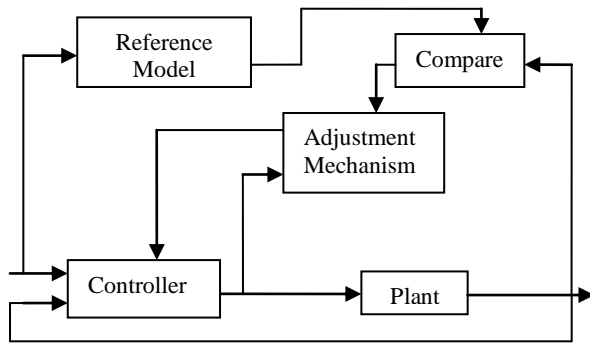 Reference
Model
Compare
Adjustment
Mechanism
Controller
Plant